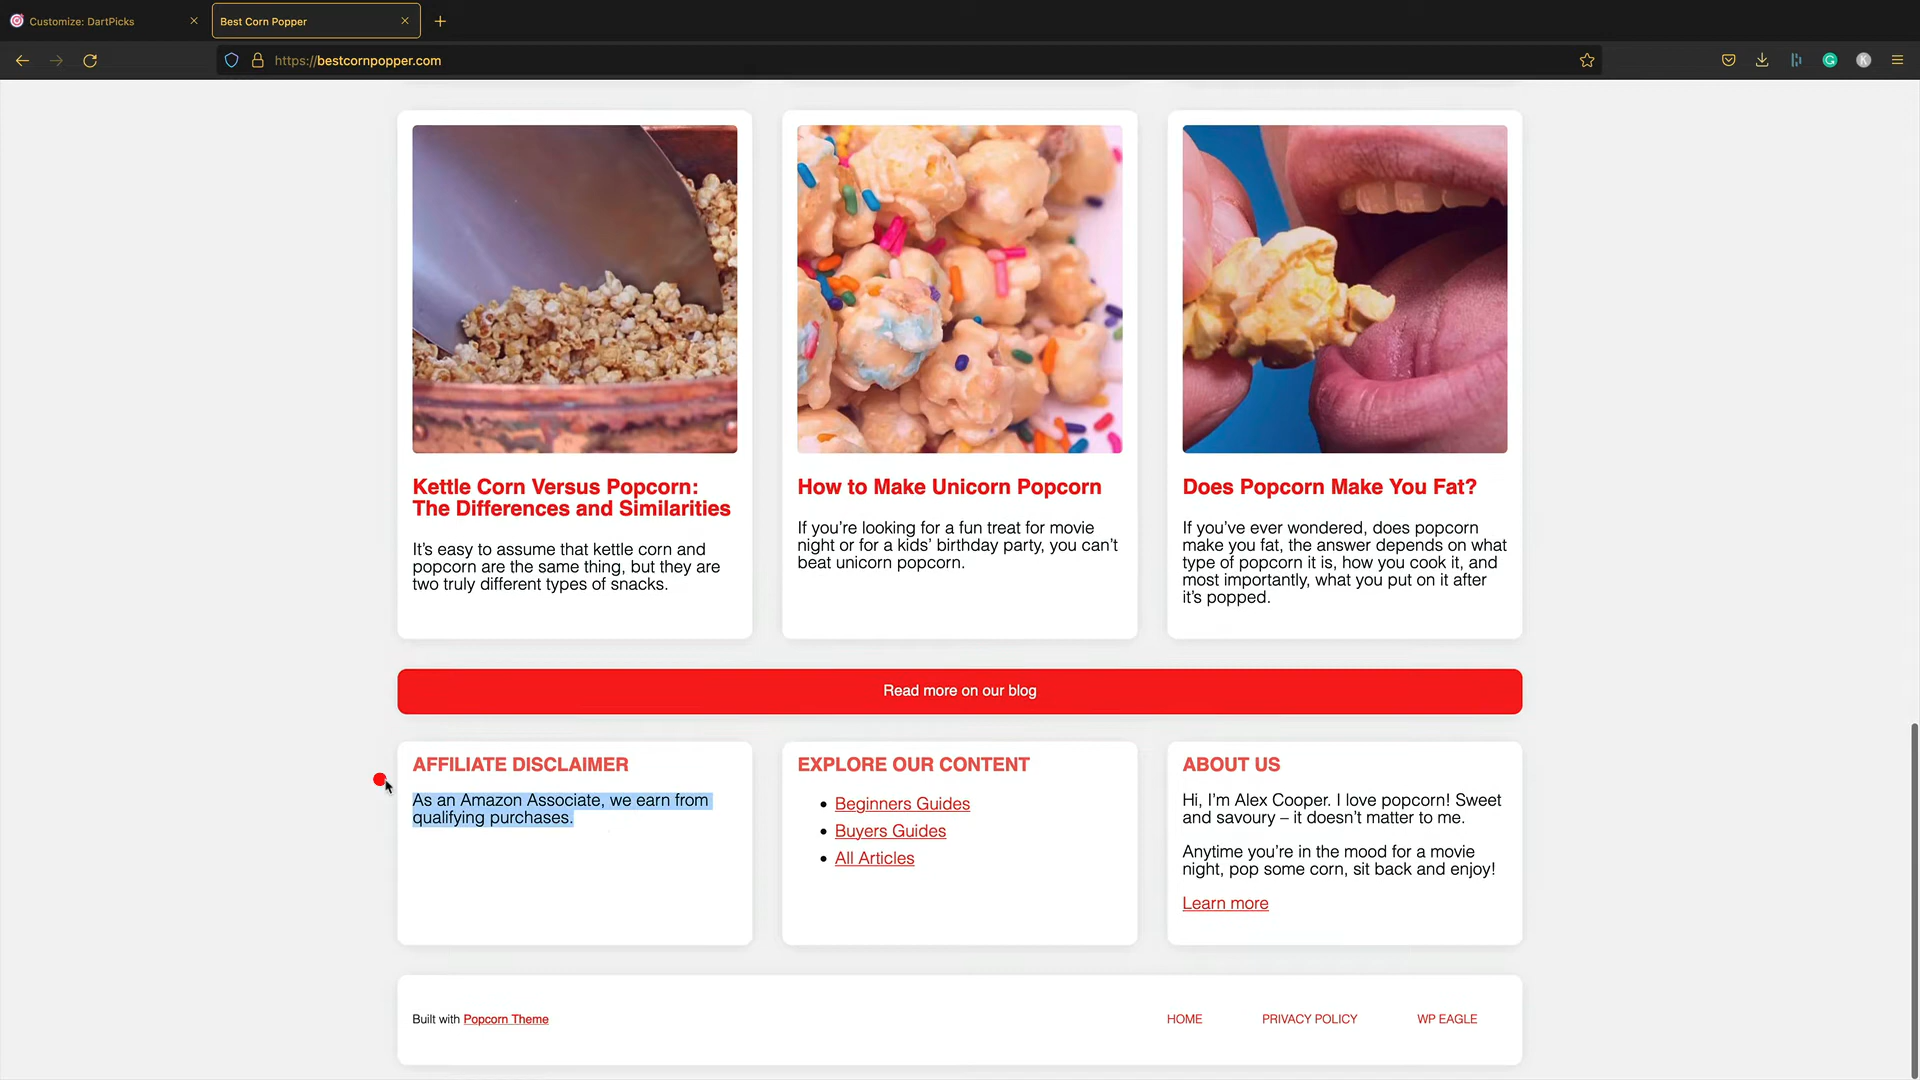 Customize: DartPicks
Best Corn Popper
https://bestcornpopper.com
G
K
Kettle Corn Versus Popcorn:
The Differences and Similarities
It's easy to assume that kettle corn and
popcorn are the same thing, but they are
two truly different types of snacks.
How to Make Unicorn Popcorn
If you're looking for a fun treat for movie
night or for a kids' birthday party, you can't
beat unicorn popcorn.
Does Popcorn Make You Fat?
If you've ever wondered, does popcorn
make you fat, the answer depends on what
type of popcorn it is, how you cook it, and
most importantly, what you put on it after
it's popped.
Read more on our blog
AFFILIATE DISCLAIMER
As an Amazon Associate, we earn from
qualifying purchases.
EXPLORE OUR CONTENT
Beginners Guides
Buyers Guides
All Articles
ABOUT US
Hi, I'm Alex Cooper. I love popcorn! Sweet
and savoury – it doesn't matter to me.
Anytime you're in the mood for a movie
night, pop some corn, sit back and enjoy!
Learn more
Built with Popcorn Theme
HOME
PRIVACY POLICY
WP EAGLE